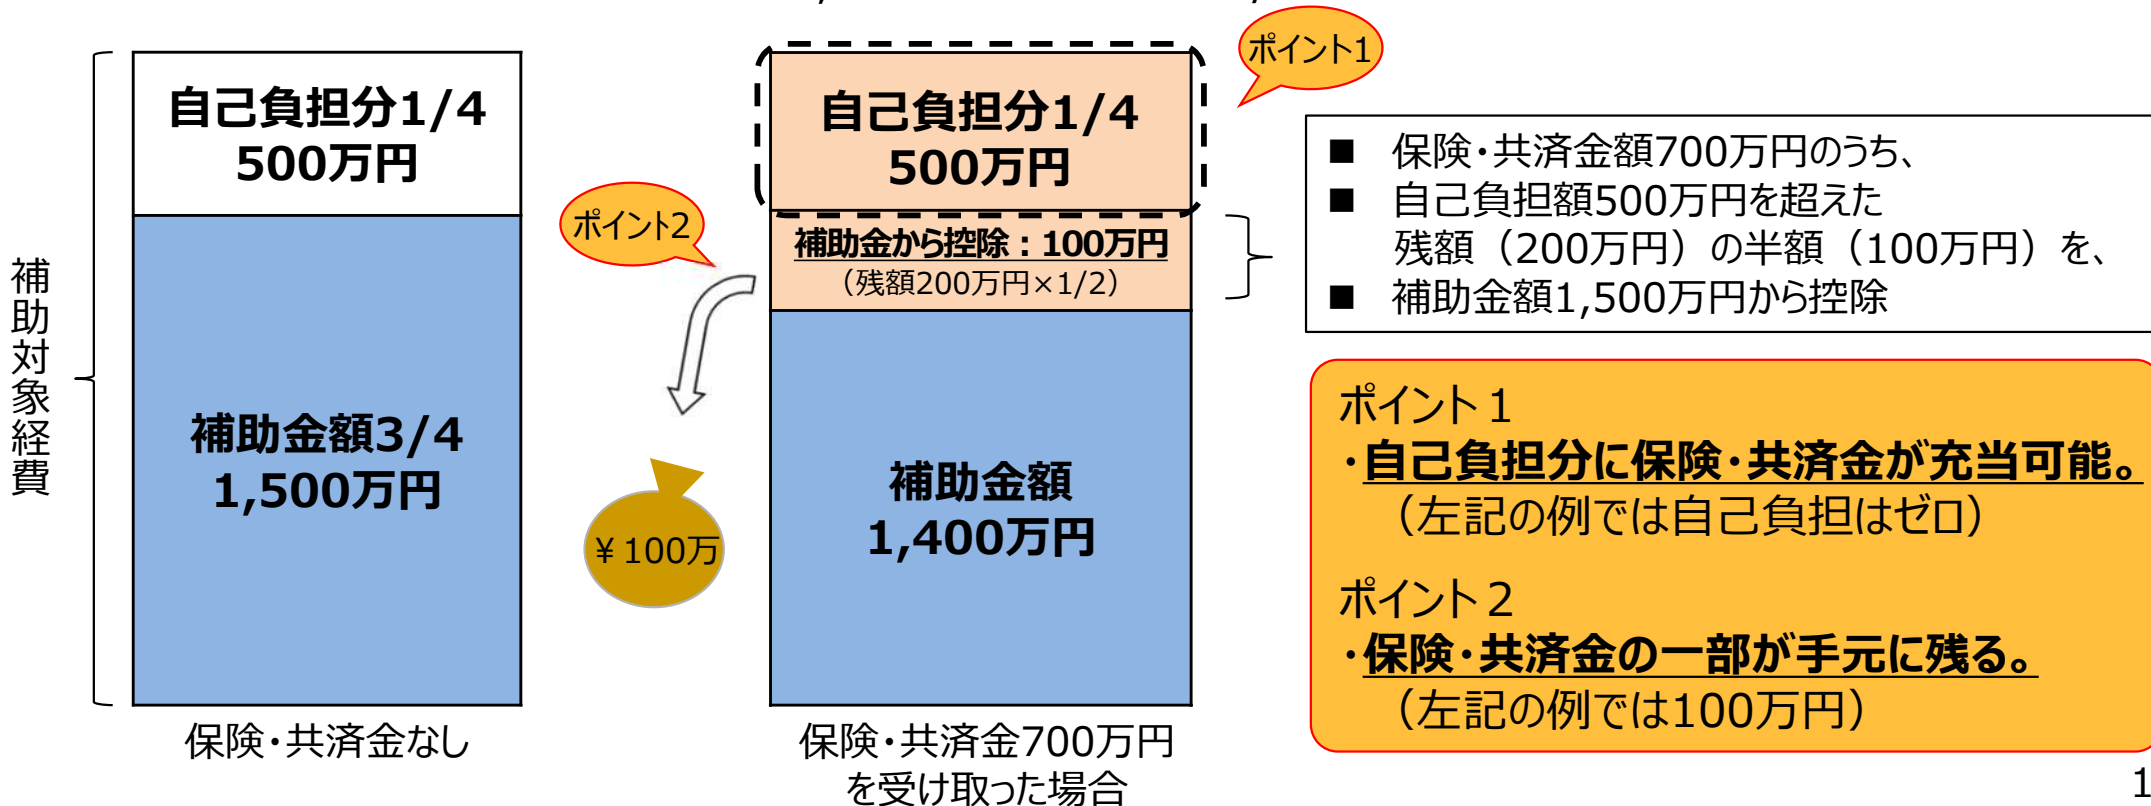 補助対象経費
自己負担分1/4
500万円
補助金額3/4
1,500万円
保険・共済金なし
ポイント2
¥100万
自己負担分1/4
500万円
補助金から控除：100万円
（残額200万円×1/2）
補助金額
1,400万円
保険・共済金700万円
を受け取った場合
ポイント1
■ 保険・共済金額700万円のうち、
■ 自己負担額500万円を超えた
残額（200万円）の半額（100万円）を、
■ 補助金額1,500万円から控除
ポイント１
・自己負担分に保険・共済金が充当可能。
（左記の例では自己負担はゼロ）
ポイント２
・保険・共済金の一部が手元に残る。
（左記の例では100万円）
1